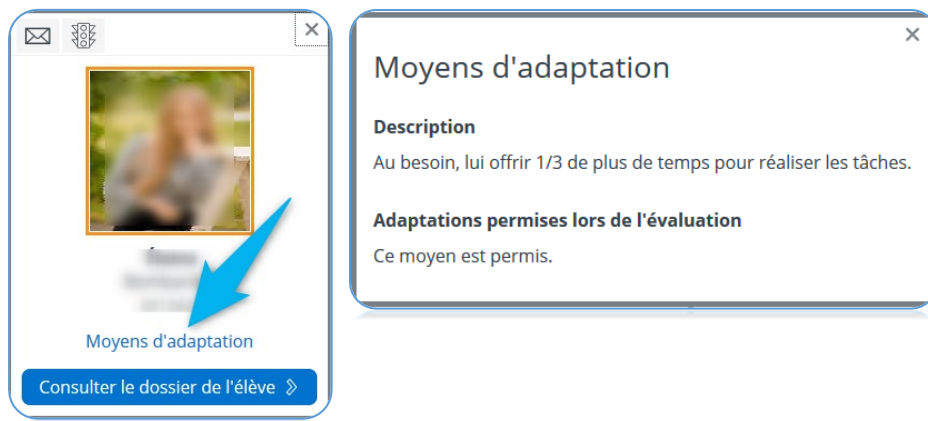 Moyens d'adaptation
Consulter le dossier de l'élève
Moyens d'adaptation
Description
Au besoin, lui offrir 1/3 de plus de temps pour réaliser les tâches.
Adaptations permises lors de l'évaluation
Ce moyen est permis.